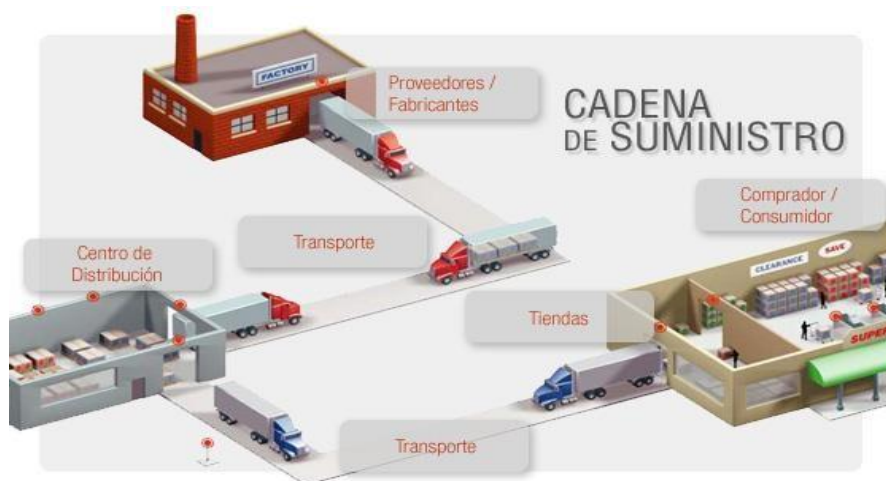 FACTORY
Proveedores /
Fabricantes
CADENA
DE SUMINISTRO
Comprador /
Consumidor
Transporte
Centro de
Distribución
CLEARANCE
SAVE
Tiendas
SUPER
Transporte